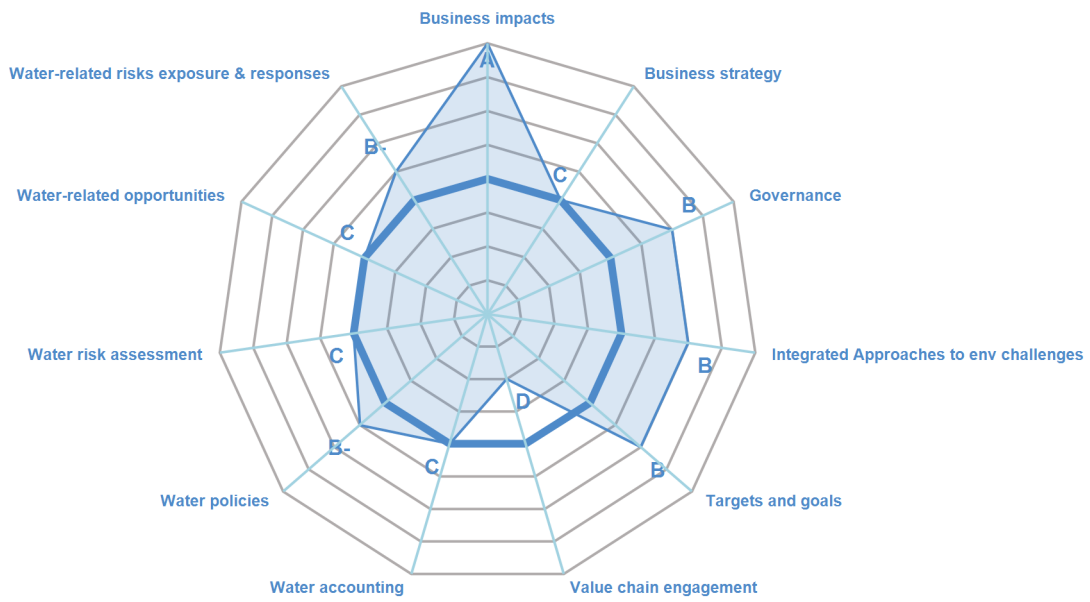 Business impacts
A
Water-related risks exposure & responses
Business strategy
B-
C
Water-related opportunities
Governance
B
C
Water risk assessment
Integrated Approaches to env challenges
C
B
D
B-
C
B
Water policies
Targets and goals
Water accounting
Value chain engagement